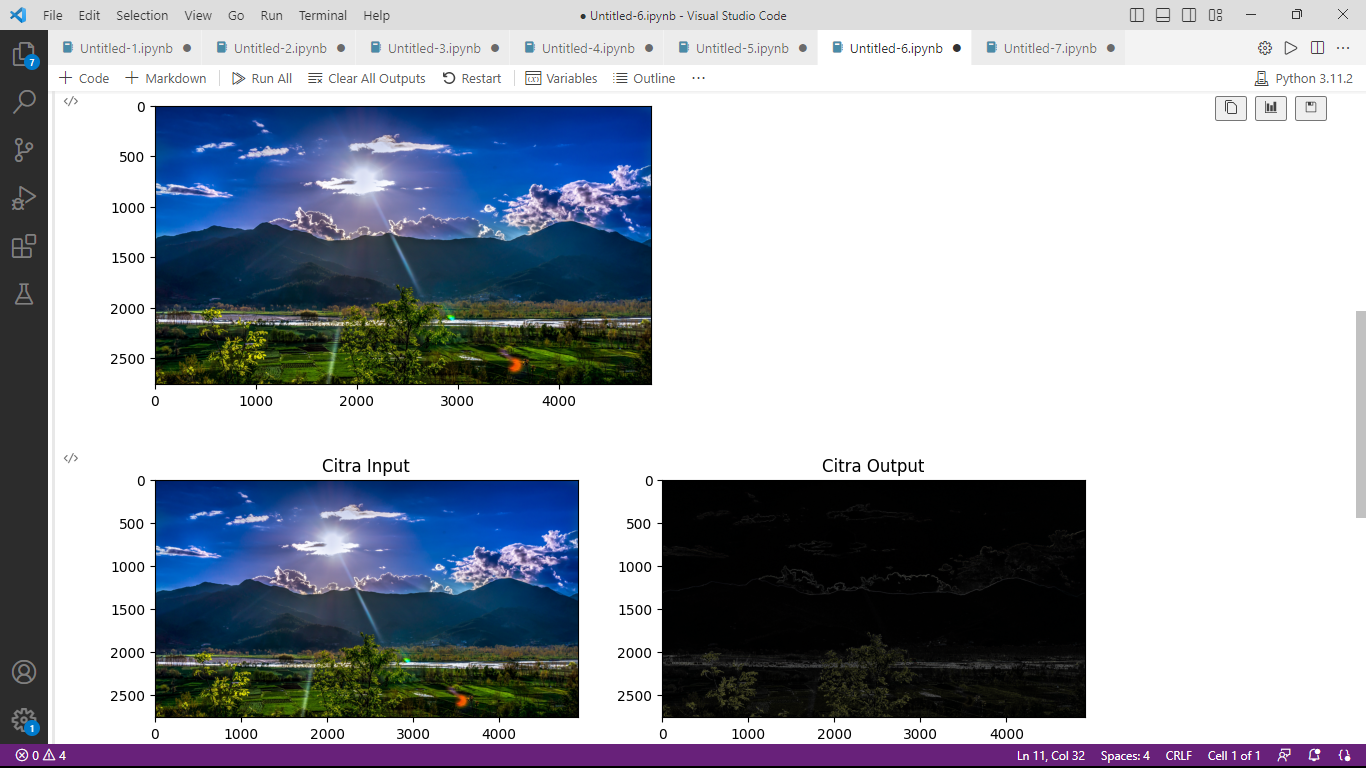 File Edit Selection View Go Run Terminal Help
● Untitled-6.ipynb - Visual Studio Code
Untitled-1.ipynb Untitled-2.ipynb Untitled-3.ipynb Untitled-4.ipynb Untitled-5.ipynb Untitled-6.ipynb Untitled-7.ipynb
+ Code + Markdown Run All Clear All Outputs Restart Variables Outline ··· Python 3.11.2
7
0
500
1000
1500
2000
2500
0 1000 2000 3000 4000
Citra Input
0
500
1000
1500
2000
2500
0 1000 2000 3000 4000
Citra Output
0
500
1000
1500
2000
2500
0 1000 2000 3000 4000
1
0 4 Ln 11, Col 32 Spaces: 4 CRLF Cell 1 of 1